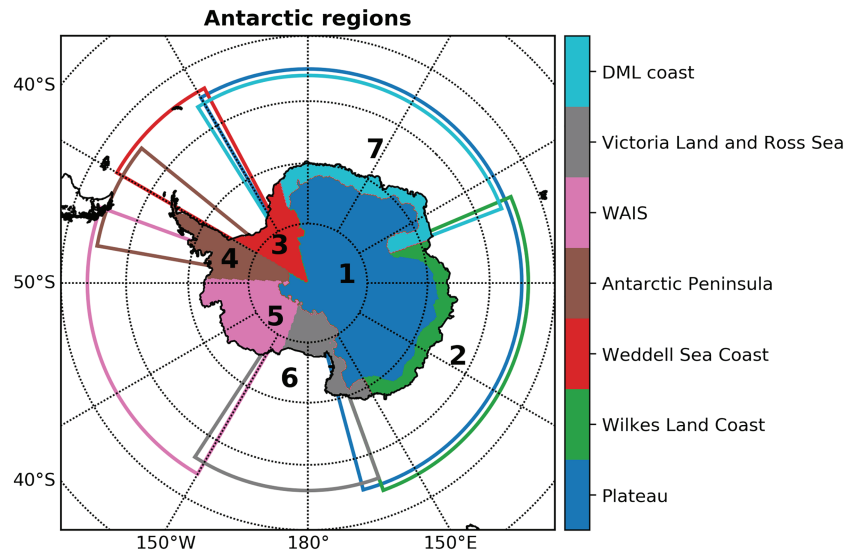 Antarctic regions
40°S
50°S
40°S
150°W
180°
150°E
7
3
4
1
5
2
6
DML coast
Victoria Land and Ross Sea
WAIS
Antarctic Peninsula
Weddell Sea Coast
Wilkes Land Coast
Plateau